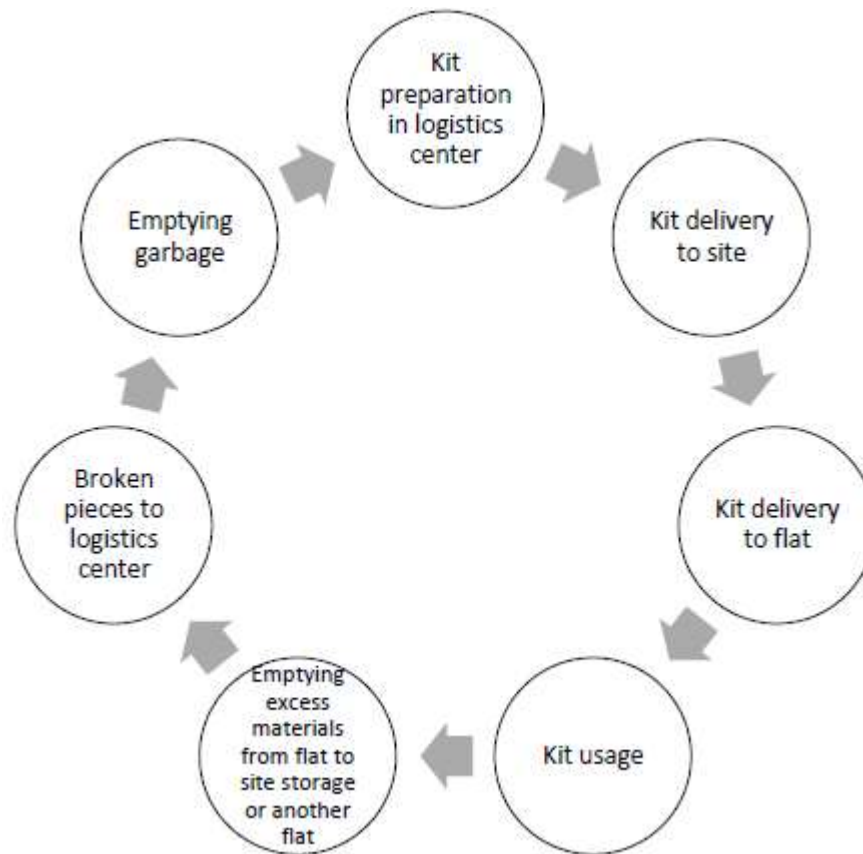 Kit
preparation
in logistics
center
Kit delivery
to site
Kit delivery
to flat
Kit usage
Emptying
excess
materials
from flat to
site storage
or another
flat
Broken
pieces to
logistics
center
Emptying
garbage